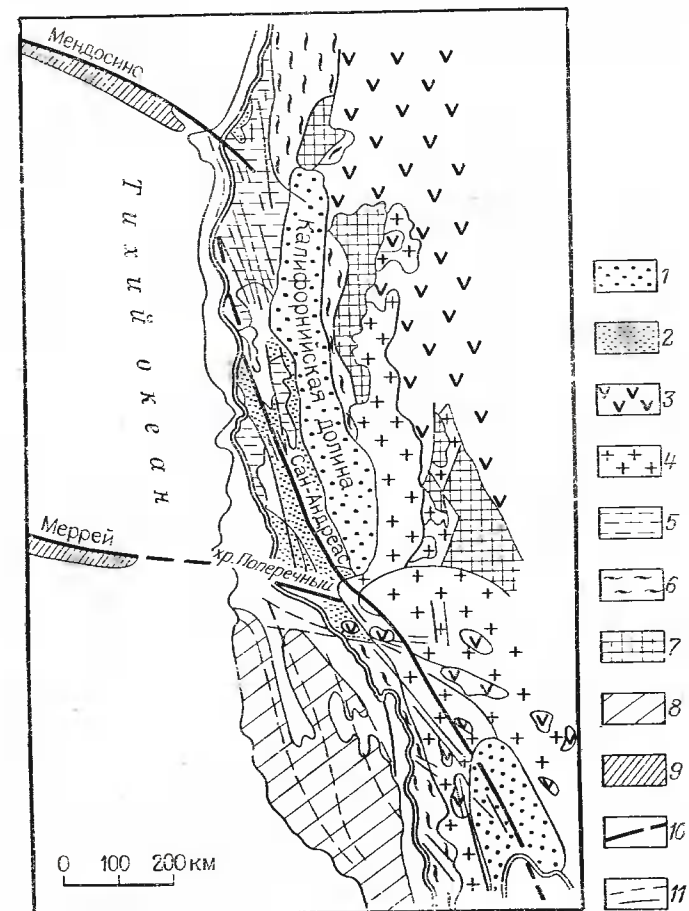 Мендосино
Тихий океан
Калифорнийская долина
Сан-Андреас
Меррей
хр. Поперечный
0 100 200 км
1
2
3
4
5
6
7
8
9
10
11